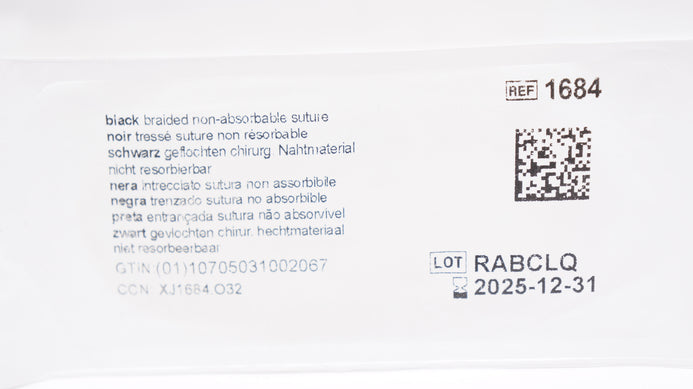 REF 1684
black braided non-absorbable suture
noir tressé suture non résorbable
schwarz geflochten chirurg. Nahtmaterial
nicht resorbierbar
nera intrecciato sutura non assorbibile
negra trenzado sutura no absorbible
preta entrançada sutura não absorvível
zwart gevlochten chirur. hechtmateriaal
niet resorbeerbaar
GTIN:(01)10705031002067
CCN: XJ1684.O32
LOT RABCLQ
2025-12-31